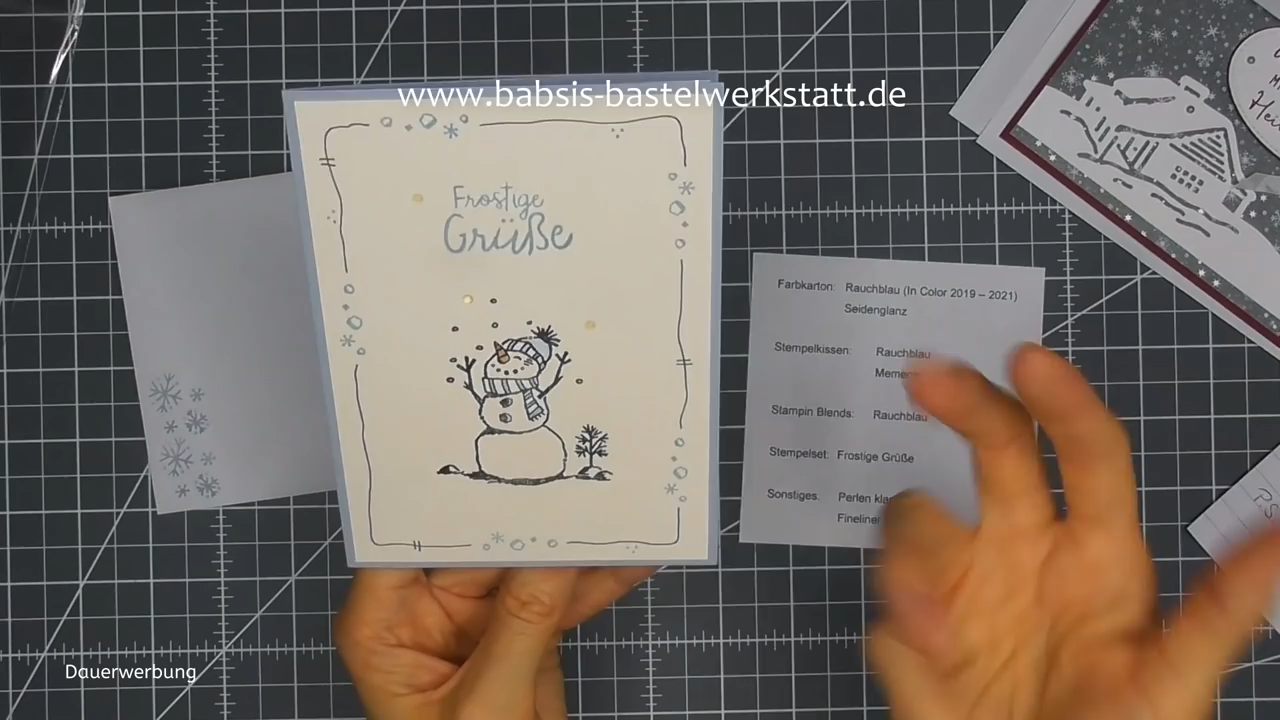 www.babsis-bastelwerkstatt.de
Frostige
Grüße
Farbkarton: Rauchblau (In Color 2019 – 2021)
Seidenglanz
Stempelkissen: Rauchblau
Stampin Blends: Rauchblau
Stempelset: Frostige Grüße
Sonstiges: Perlen
P.S
Dauerwerbung